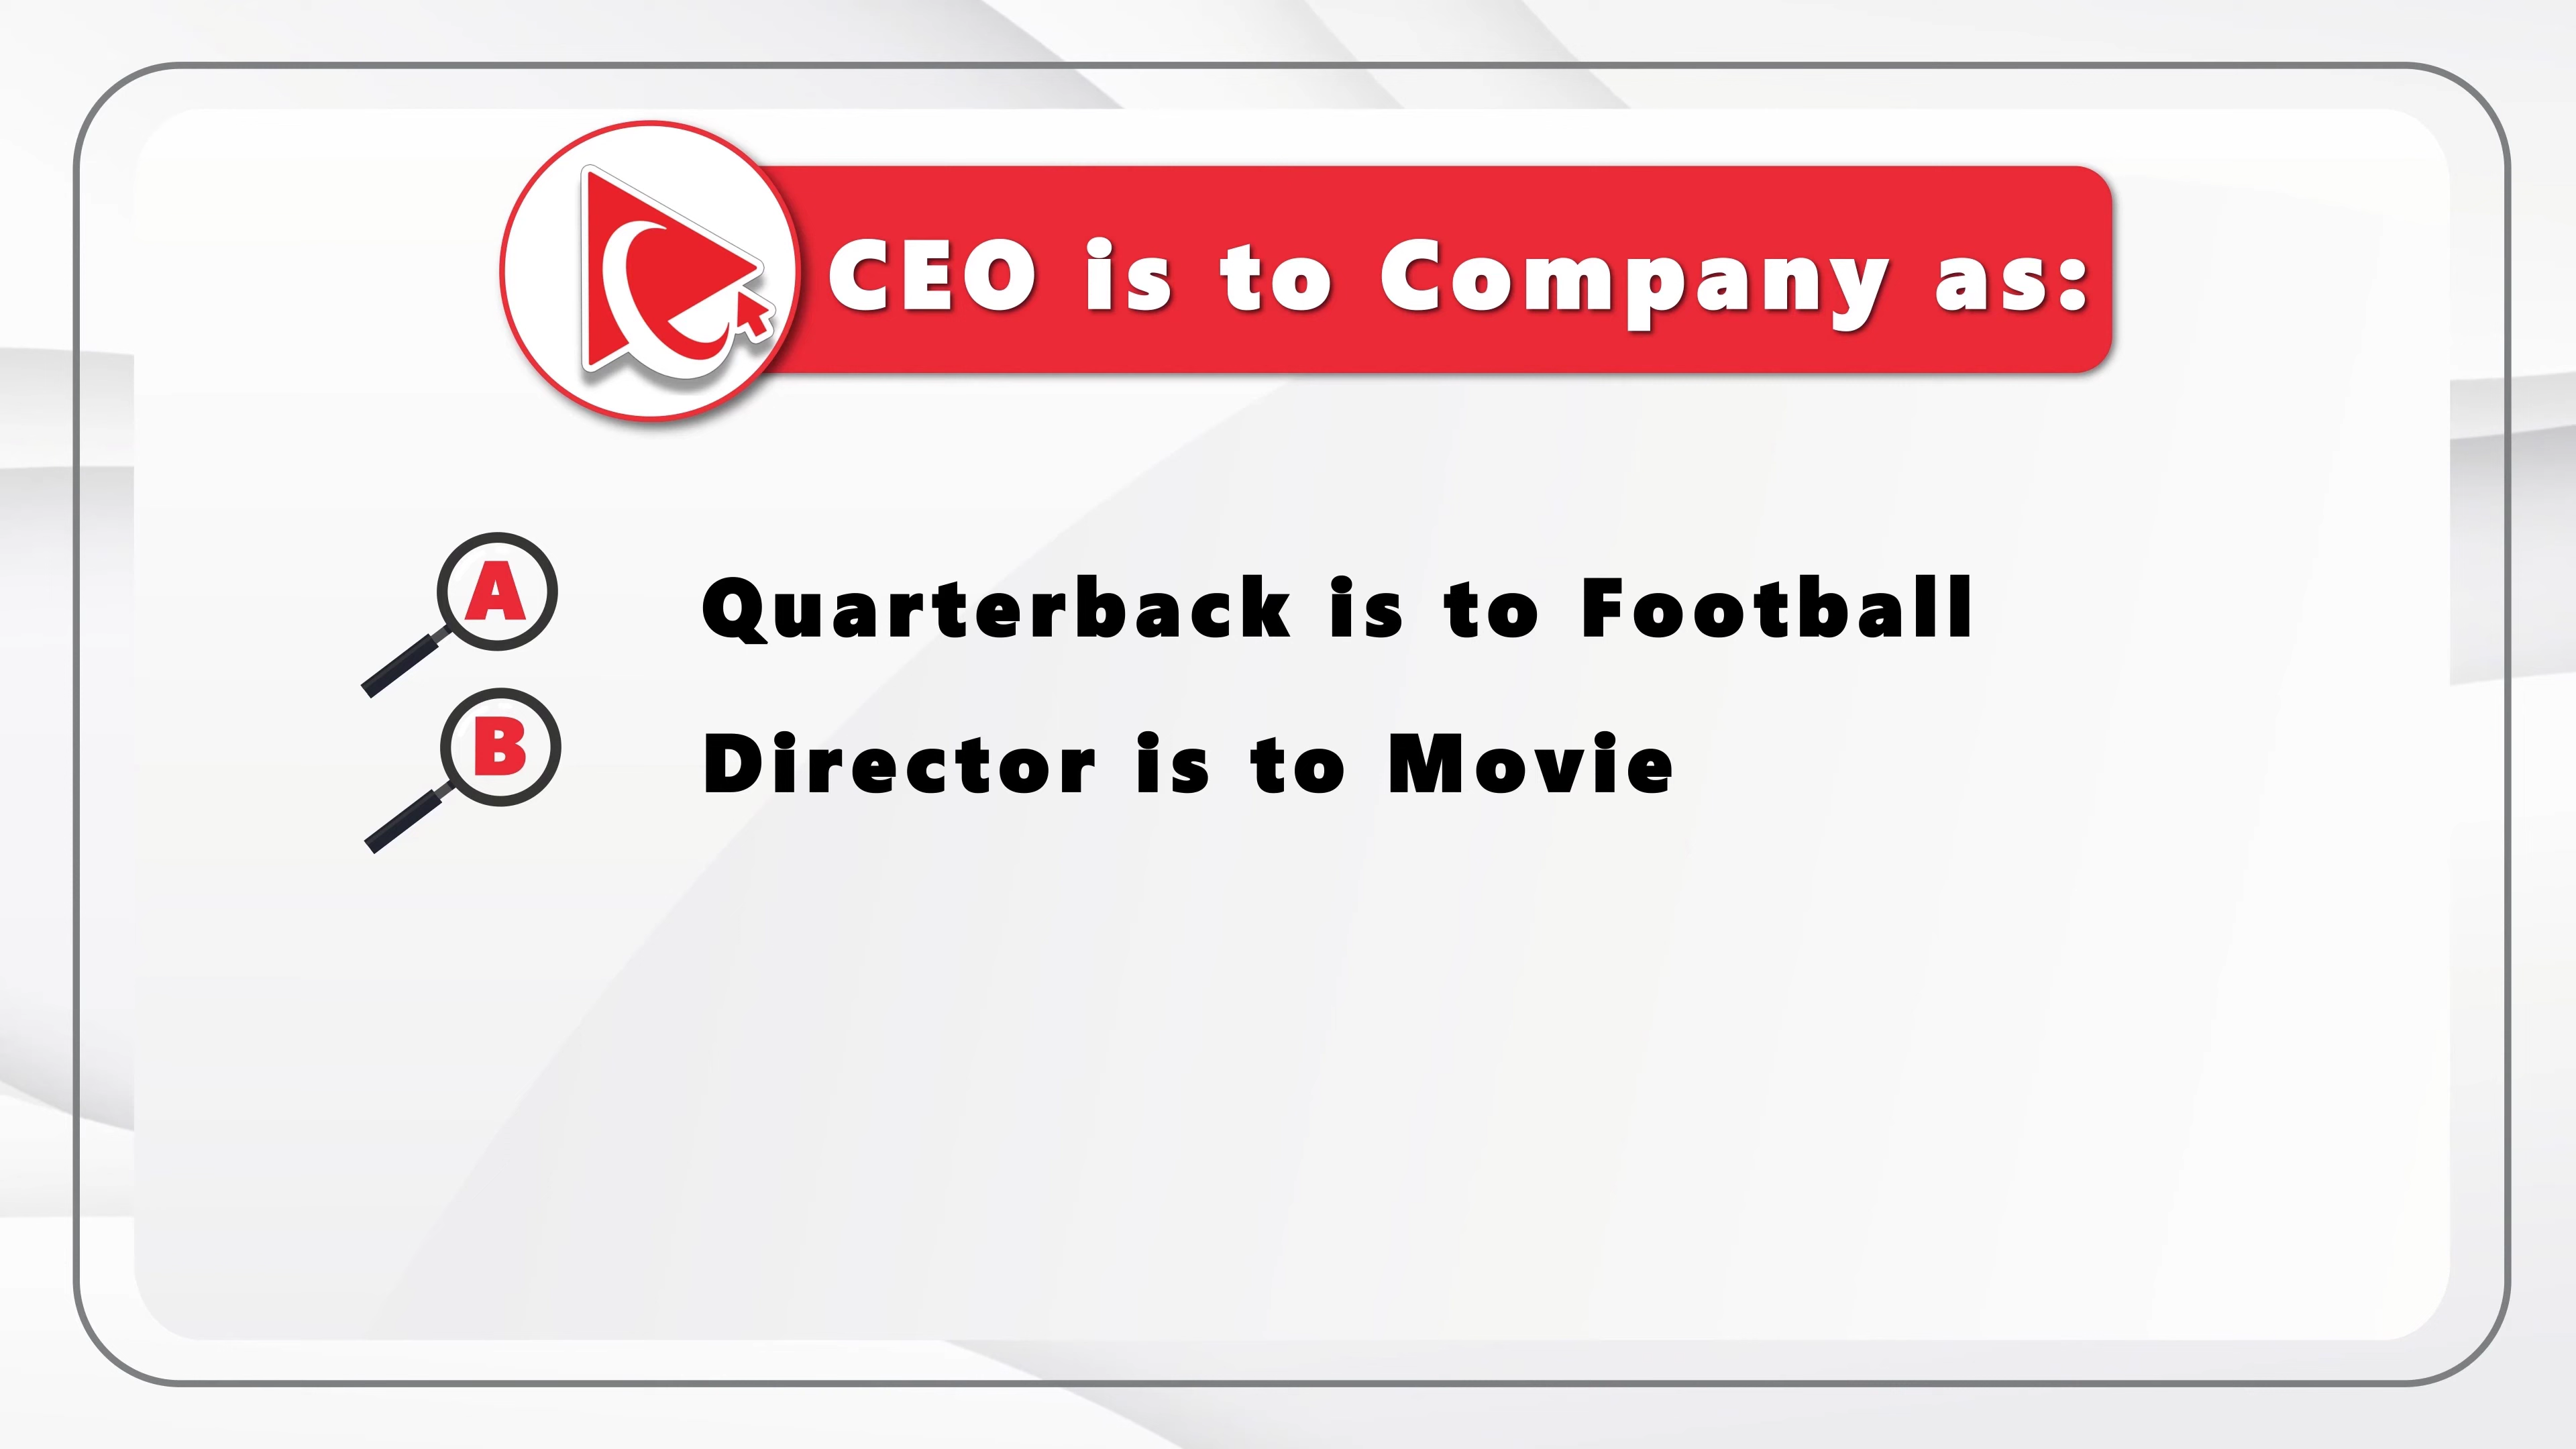 CEO is to Company as:
A Quarterback is to Football
B Director is to Movie